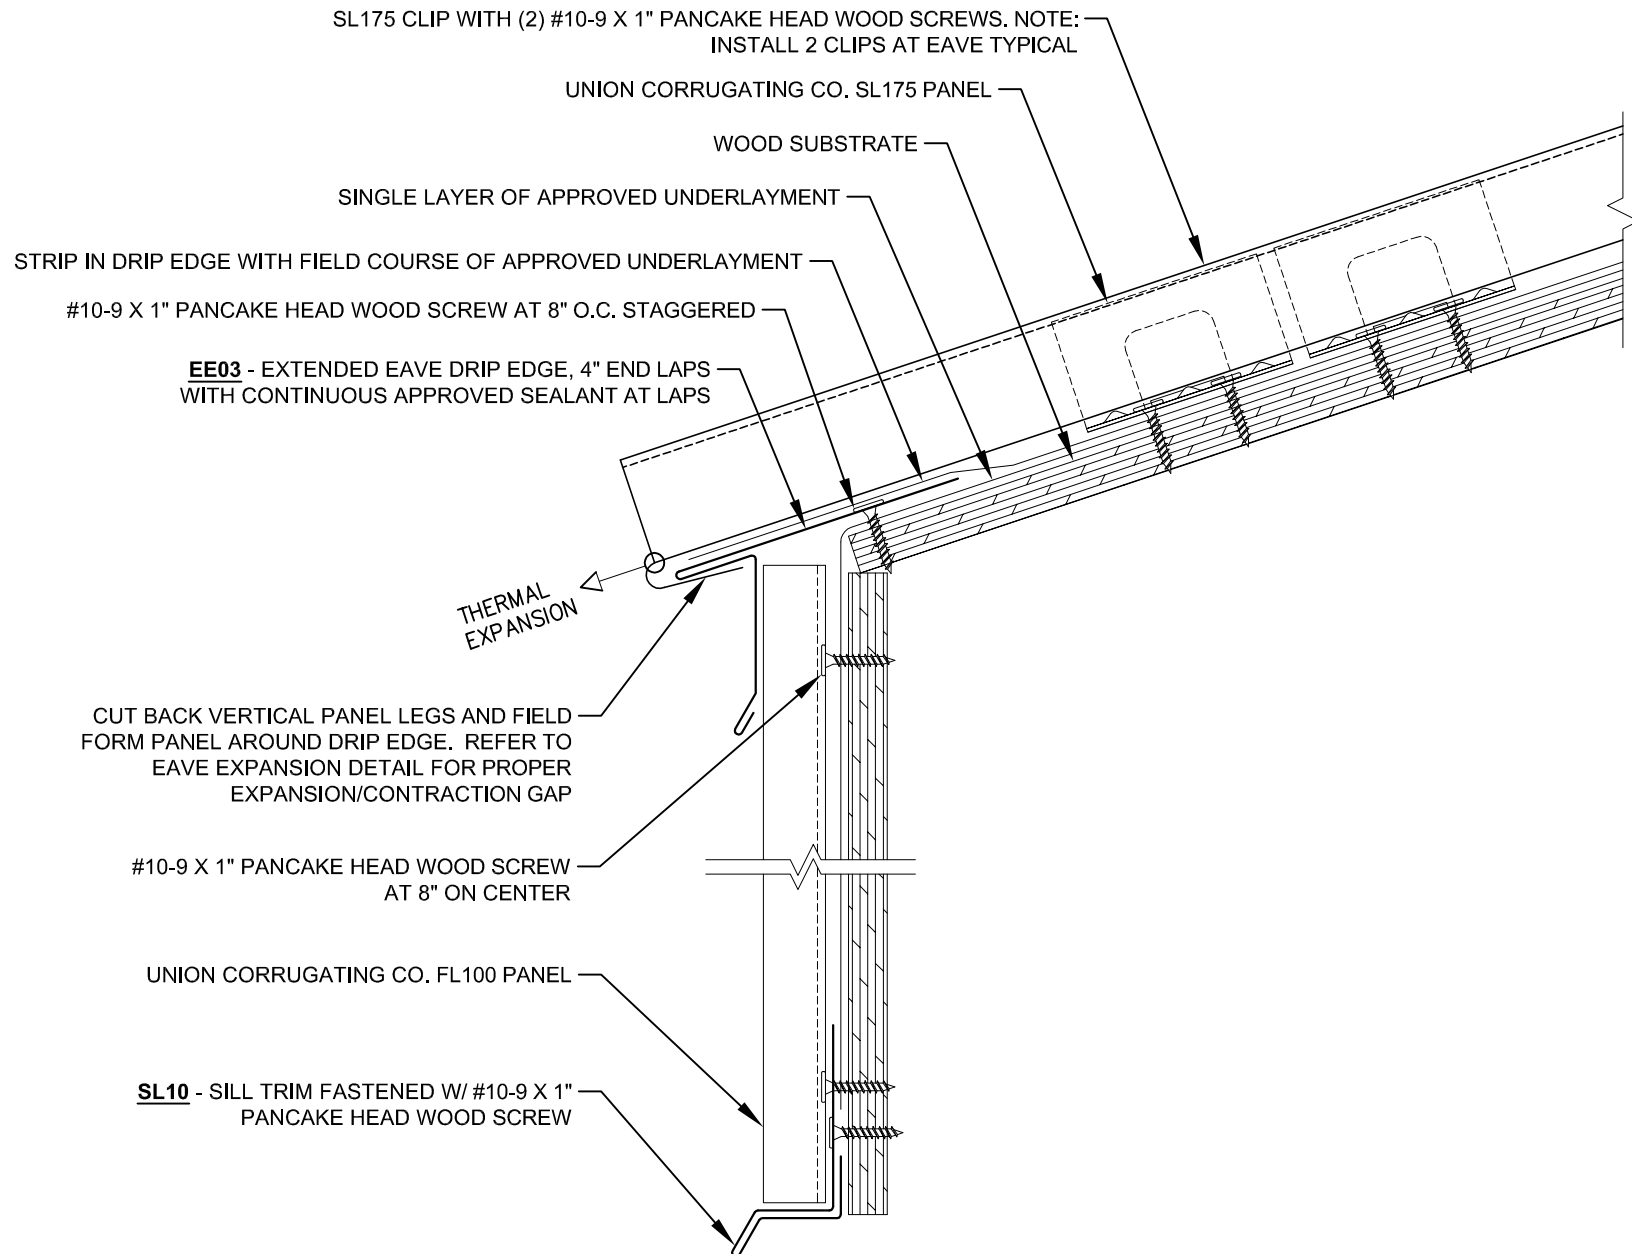 SL175 CLIP WITH (2) #10-9 X 1" PANCAKE HEAD WOOD SCREWS. NOTE:
INSTALL 2 CLIPS AT EAVE TYPICAL
UNION CORRUGATING CO. SL175 PANEL
WOOD SUBSTRATE
SINGLE LAYER OF APPROVED UNDERLAYMENT
STRIP IN DRIP EDGE WITH FIELD COURSE OF APPROVED UNDERLAYMENT
#10-9 X 1" PANCAKE HEAD WOOD SCREW AT 8" O.C. STAGGERED
EE03 - EXTENDED EAVE DRIP EDGE, 4" END LAPS
WITH CONTINUOUS APPROVED SEALANT AT LAPS
THERMAL
EXPANSION
CUT BACK VERTICAL PANEL LEGS AND FIELD
FORM PANEL AROUND DRIP EDGE. REFER TO
EAVE EXPANSION DETAIL FOR PROPER
EXPANSION/CONTRACTION GAP
#10-9 X 1" PANCAKE HEAD WOOD SCREW
AT 8" ON CENTER
UNION CORRUGATING CO. FL100 PANEL
SL10 - SILL TRIM FASTENED W/ #10-9 X 1"
PANCAKE HEAD WOOD SCREW